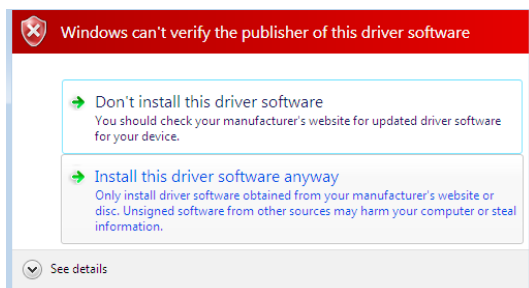 Windows can't verify the publisher of this driver software
Don't install this driver software
You should check your manufacturer's website for updated driver software
for your device.
Install this driver software anyway
Only install driver software obtained from your manufacturer's website or
disc. Unsigned software from other sources may harm your computer or steal
information.
See details